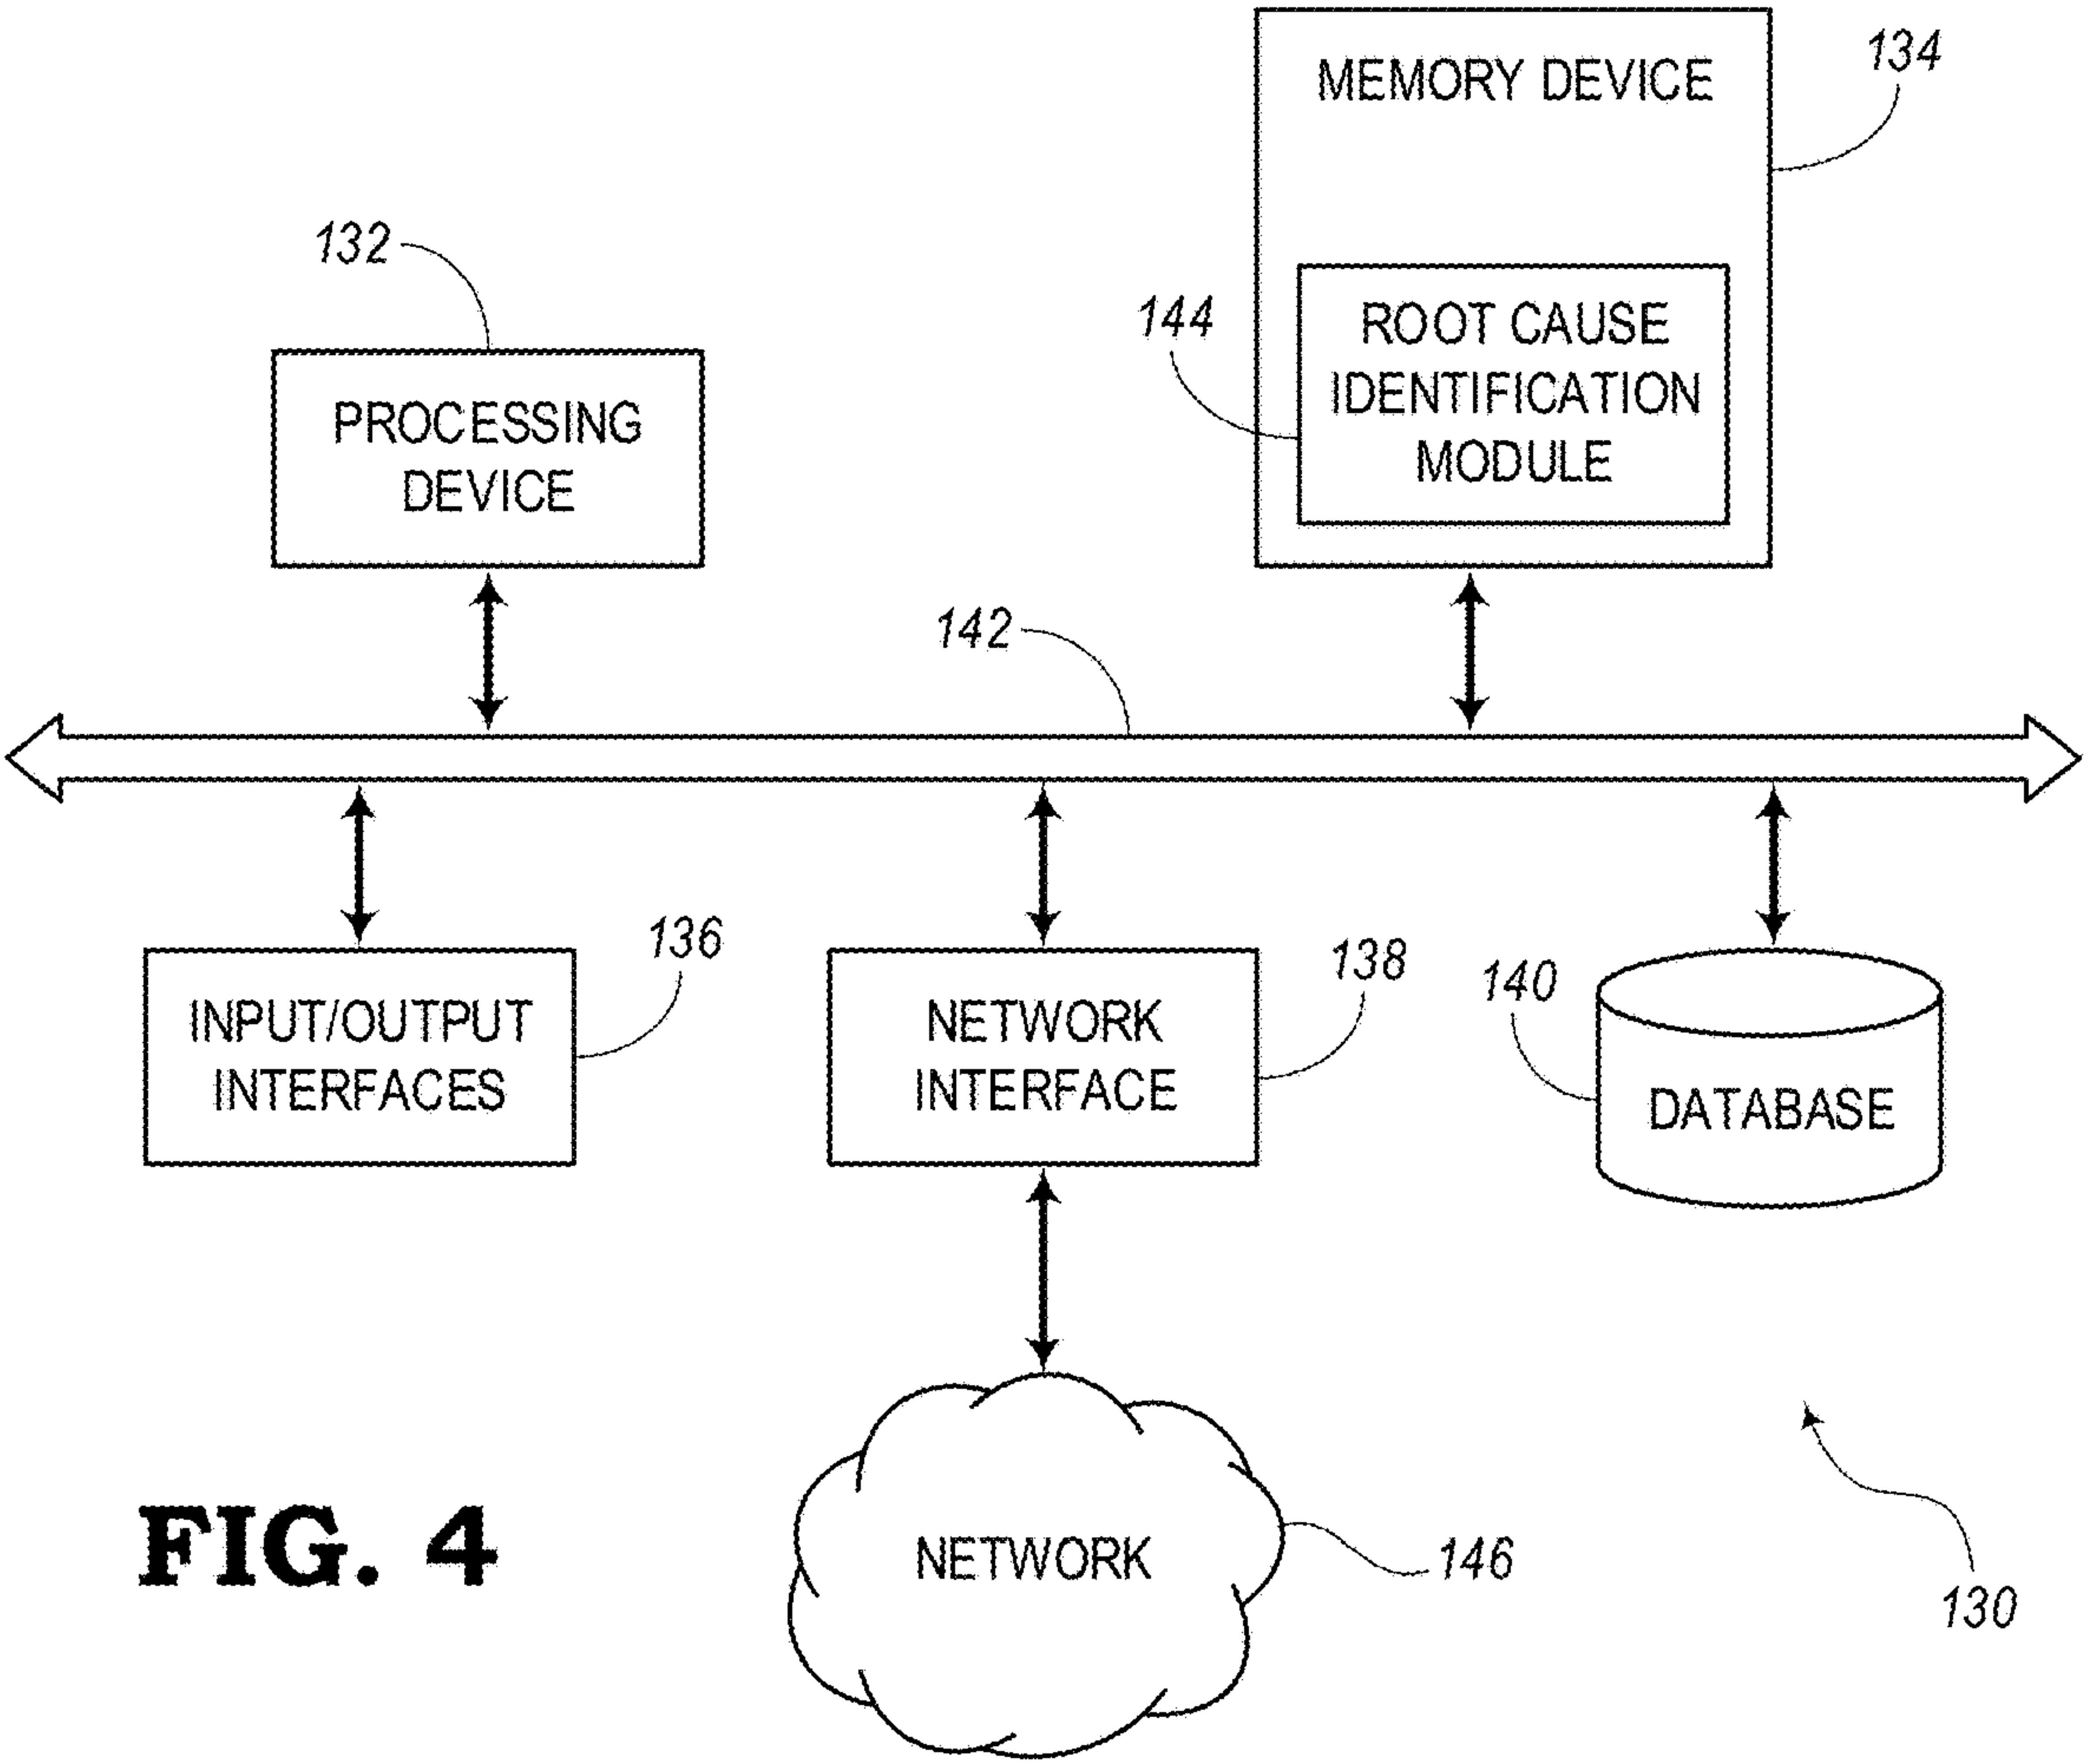 MEMORY DEVICE
134
132
144
ROOT CAUSE
IDENTIFICATION
MODULE
PROCESSING
DEVICE
142
136
138
140
INPUT/OUTPUT
INTERFACES
NETWORK
INTERFACE
DATABASE
FIG. 4
NETWORK
146
130